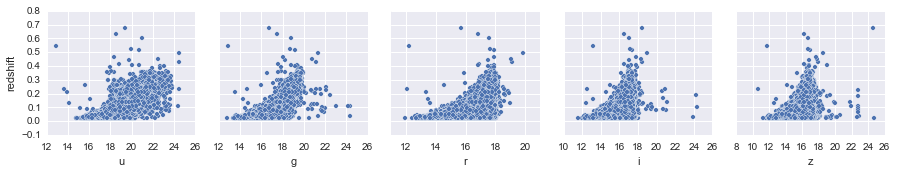 0.8
0.7
0.6
0.5
0.4
0.3
0.2
0.1
0.0
−0.1
redshift
12 14 16 18 20 22 24 26
u
12 14 16 18 20 22 24 26
g
12 14 16 18 20
r
10 12 14 16 18 20 22 24 26
i
8 10 12 14 16 18 20 22 24 26
z